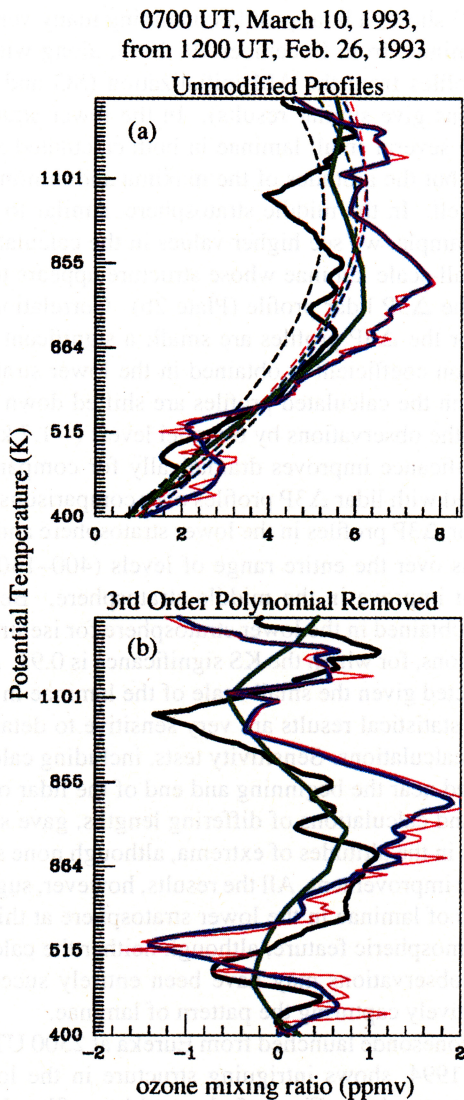 0700 UT, March 10, 1993,
from 1200 UT, Feb. 26, 1993
Unmodified Profiles
(a)
1101
855
664
515
400
0 2 4 6 8
Potential Temperature (K)
3rd Order Polynomial Removed
(b)
1101
855
664
515
400
-2 -1 0 1 2
ozone mixing ratio (ppmv)